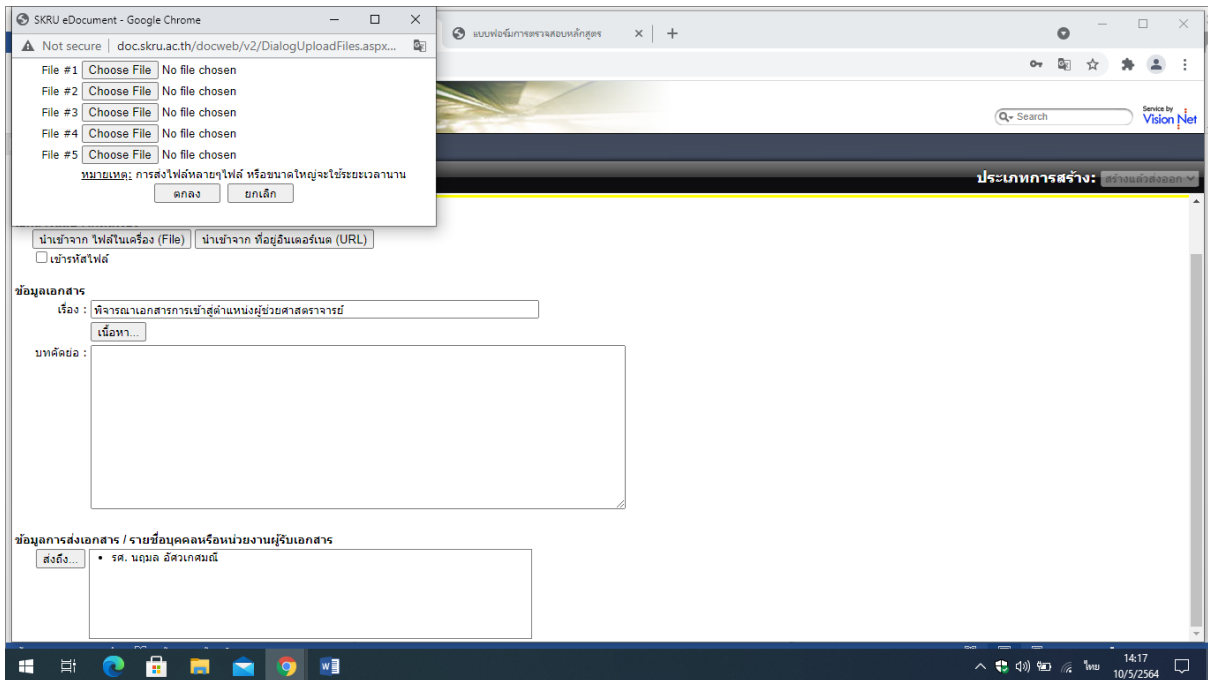 SKRU eDocument - Google Chrome
Not secure | doc.skru.ac.th/docweb/v2/DialogUploadFiles.aspx...
File #1 Choose File No file chosen
File #2 Choose File No file chosen
File #3 Choose File No file chosen
File #4 Choose File No file chosen
File #5 Choose File No file chosen
หมายเหตุ: การส่งไฟล์หลายๆไฟล์ หรือขนาดใหญ่จะใช้ระยะเวลานาน
ตกลง ยกเลิก
แบบฟอร์มการตรวจสอบหลักสูตร
Search
Service by
Vision Net
ประเภทการสร้าง: สร้างแล้วส่งออก
นำเข้าจาก ไฟล์ในเครื่อง (File) นำเข้าจาก ที่อยู่อินเตอร์เนต (URL)
เข้ารหัสไฟล์
ข้อมูลเอกสาร
เรื่อง : พิจารณาเอกสารการเข้าสู่ตำแหน่งผู้ช่วยศาสตราจารย์
เนื้อหา...
บทคัดย่อ :
ข้อมูลการส่งเอกสาร / รายชื่อบุคคลหรือหน่วยงานผู้รับเอกสาร
ส่งถึง... • รศ. นฤมล อัศวเกศมณี
ไทย
14:17
10/5/2564